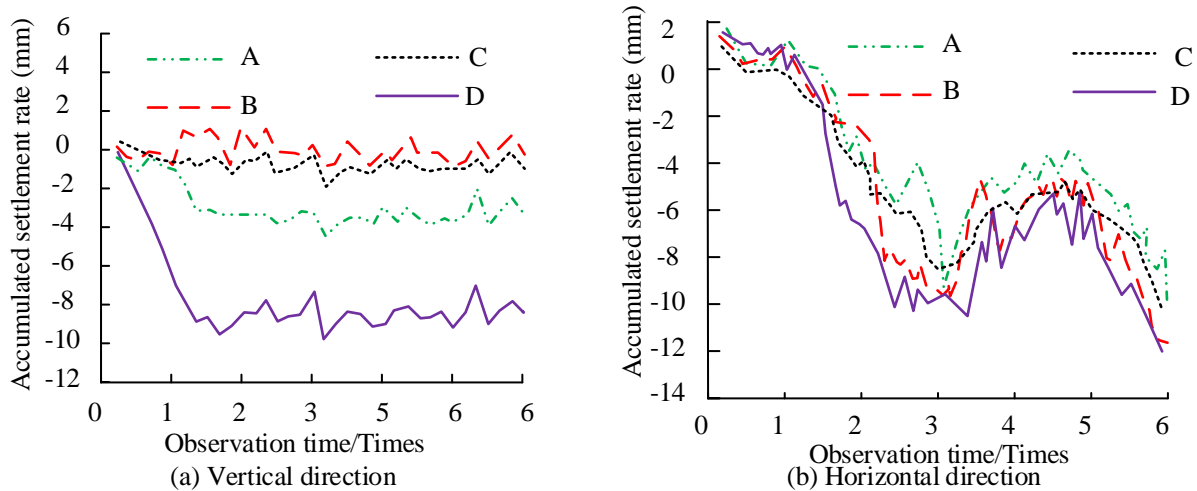 Accumulated settlement rate (mm)
6
4
2
0
-2
-4
-6
-8
-10
-12
A
B
C
D
0 1 2 3 4 5 6 6
Observation time/Times
(a) Vertical direction
Accumulated settlement rate (mm)
2
0
-2
-4
-6
-8
-10
-12
-14
A
B
C
D
0 1 2 3 4 5 6
Observation time/Times
(b) Horizontal direction